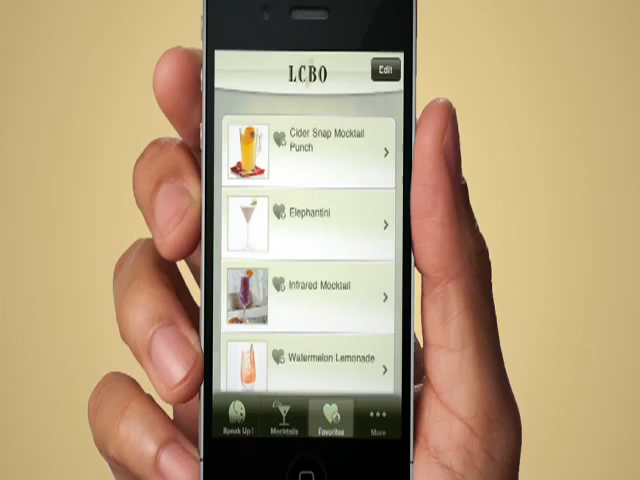 LCBO
Edit
Cider Snap Mocktail
Punch
Elephantini
Infrared Mocktail
Watermelon Lemonade
Speak Up!
Mocktails
Favorites
More